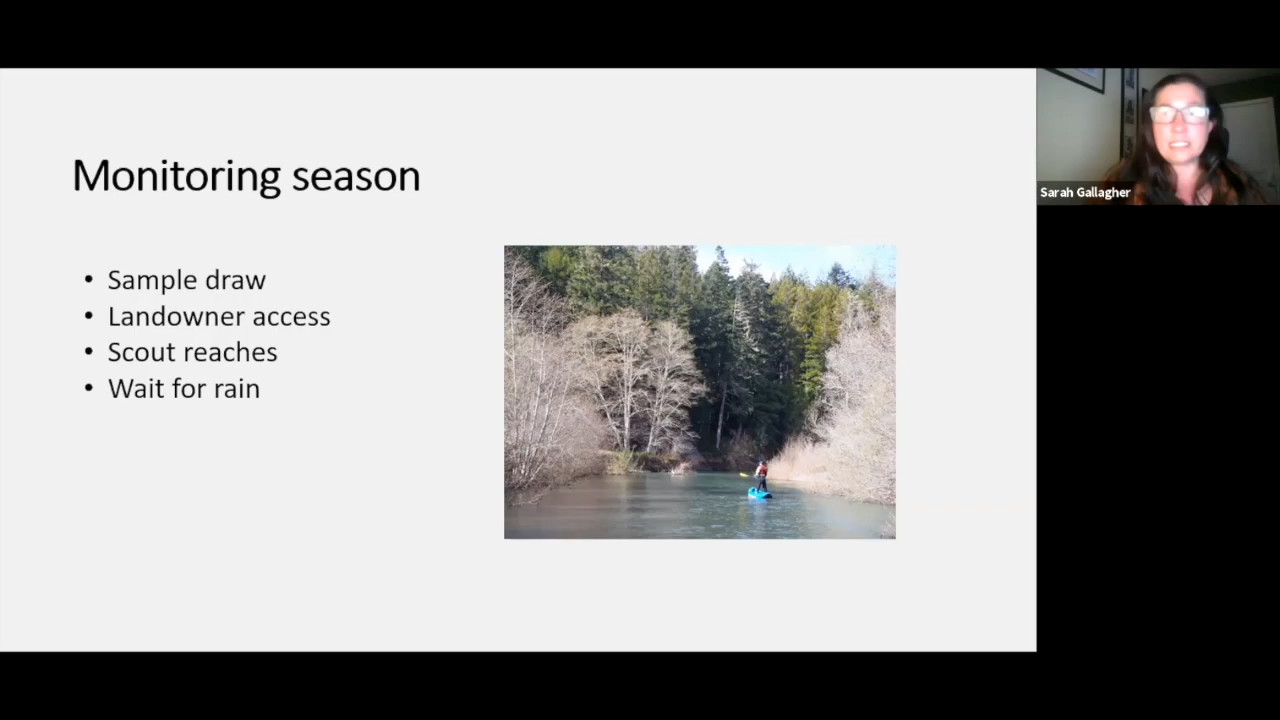 Monitoring season
• Sample draw
• Landowner access
• Scout reaches
• Wait for rain
Sarah Gallagher